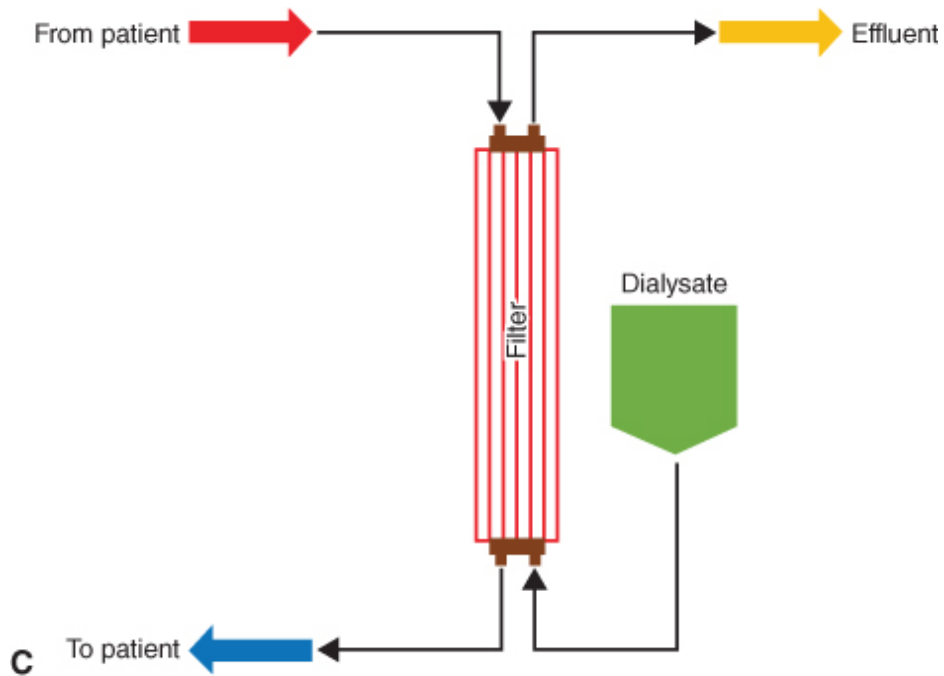 From patient
Effluent
Dialysate
Filter
To patient
C